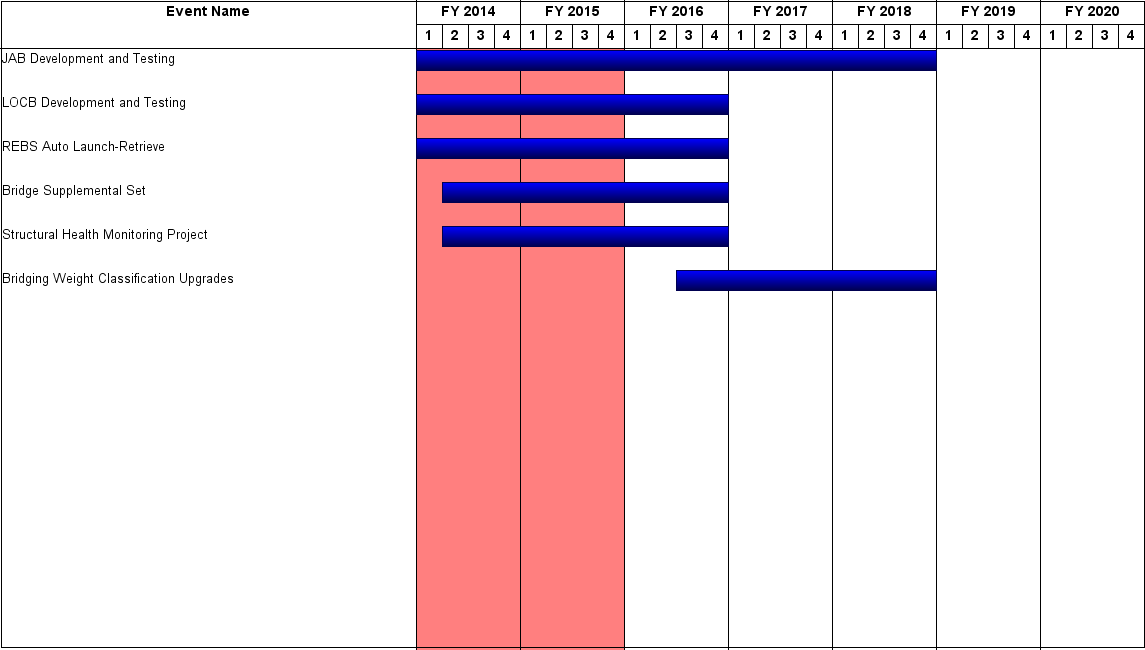 Event Name FY 2014 FY 2015 FY 2016 FY 2017 FY 2018 FY 2019 FY 2020
1 2 3 4 1 2 3 4 1 2 3 4 1 2 3 4 1 2 3 4 1 2 3 4 1 2 3 4
JAB Development and Testing
LOCB Development and Testing
REBS Auto Launch-Retrieve
Bridge Supplemental Set
Structural Health Monitoring Project
Bridging Weight Classification Upgrades